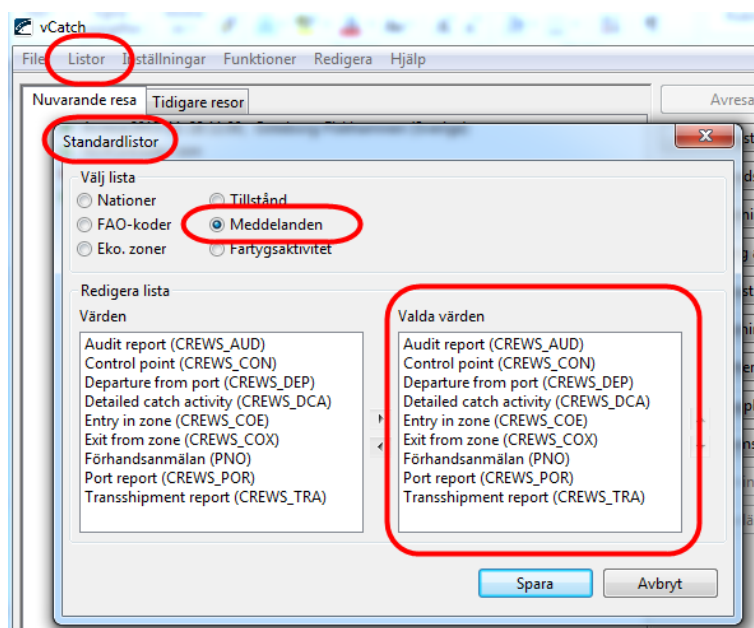 vCatch
File Listor Inställningar Funktioner Redigera Hjälp
Nuvarande resa Tidigare resor
Avresa
Standardlistor
Välj lista
Nationer Tillstånd
FAO-koder Meddelanden
Eko. zoner Fartygsaktivitet
Redigera lista
Värden Valda värden
Audit report (CREWS_AUD) Audit report (CREWS_AUD)
Control point (CREWS_CON) Control point (CREWS_CON)
Departure from port (CREWS_DEP) Departure from port (CREWS_DEP)
Detailed catch activity (CREWS_DCA) Detailed catch activity (CREWS_DCA)
Entry in zone (CREWS_COE) Entry in zone (CREWS_COE)
Exit from zone (CREWS_COX) Exit from zone (CREWS_COX)
Förhandsanmälan (PNO) Förhandsanmälan (PNO)
Port report (CREWS_POR) Port report (CREWS_POR)
Transshipment report (CREWS_TRA) Transshipment report (CREWS_TRA)
Spara Avbryt